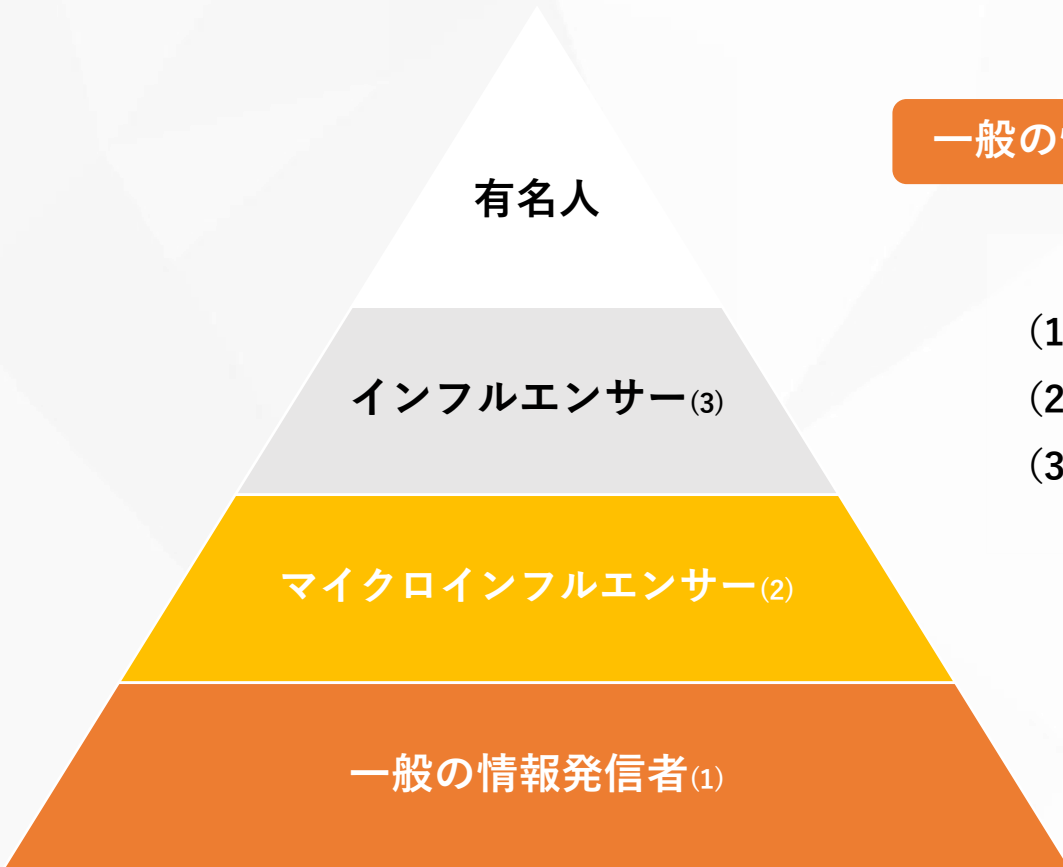 有名人
インフルエンサー(3)
マイクロインフルエンサー(2)
一般の情報発信者(1)
一般の
(1
(2
(3